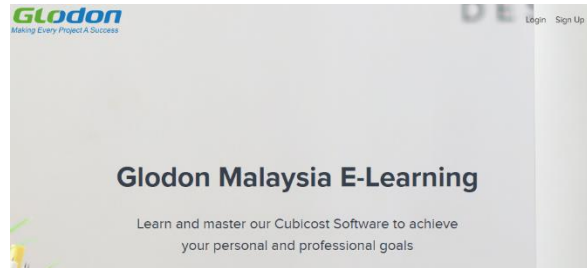 Glodon
Making Every Project A Success
Login Sign Up
Glodon Malaysia E-Learning
Learn and master our Cubicost Software to achieve
your personal and professional goals